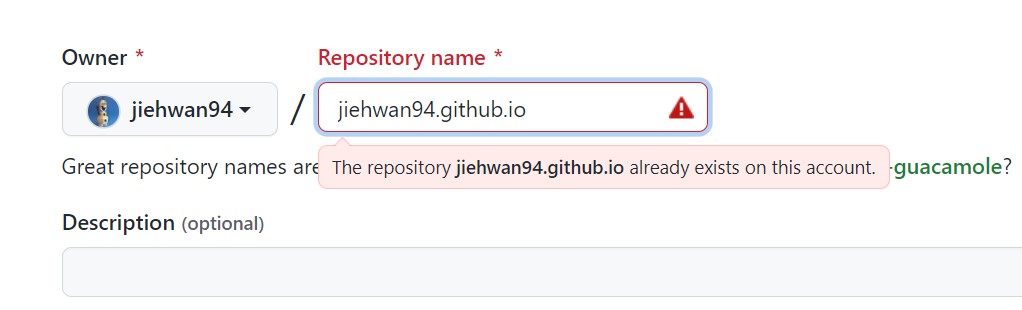 Owner * Repository name *
jiehwan94 / jiehwan94.github.io
Great repository names are
The repository jiehwan94.github.io already exists on this account.
-guacamole?
Description (optional)